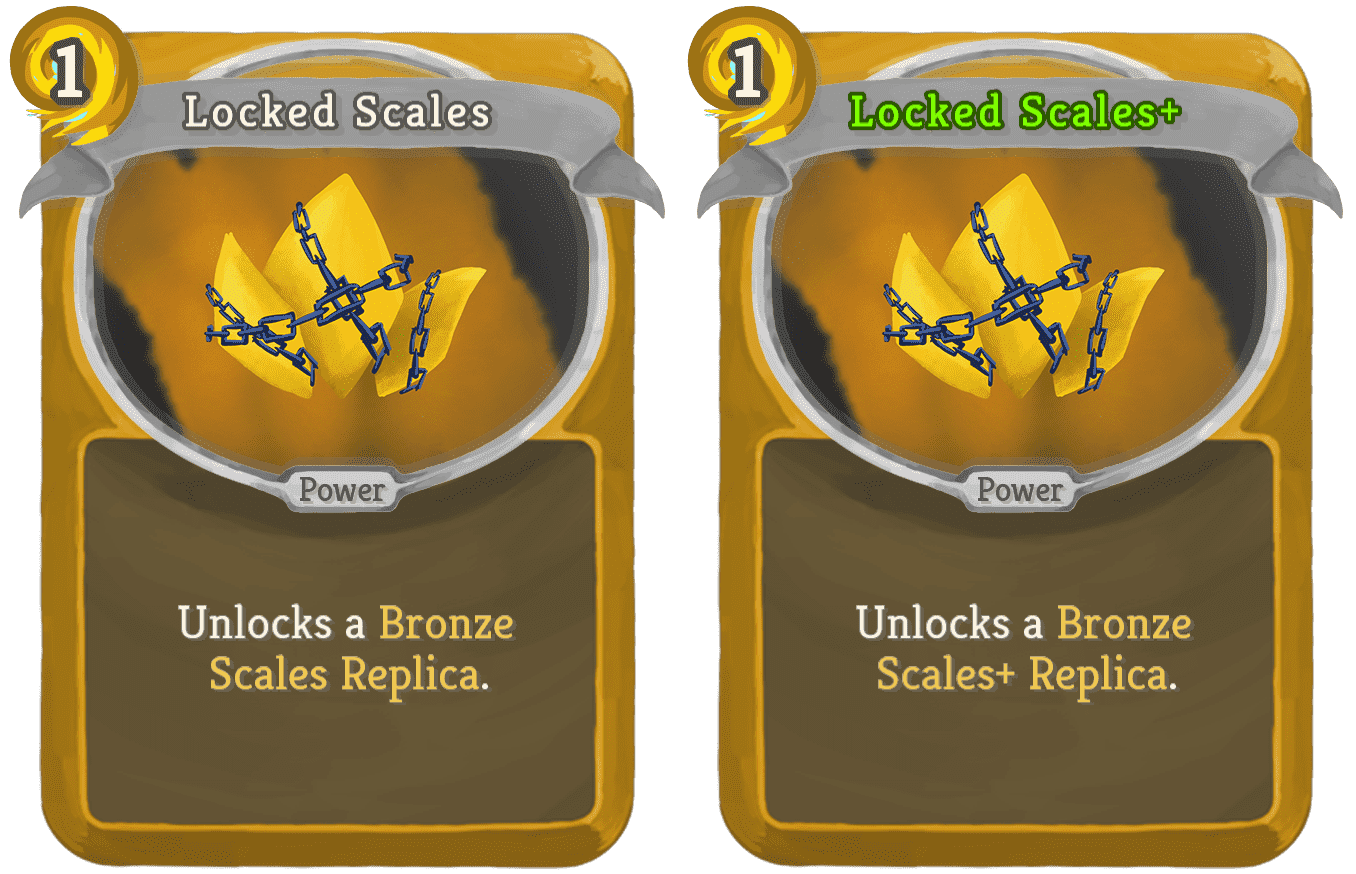 1
Locked Scales
Power
Unlocks a Bronze
Scales Replica.
1
Locked Scales+
Power
Unlocks a Bronze
Scales+ Replica.